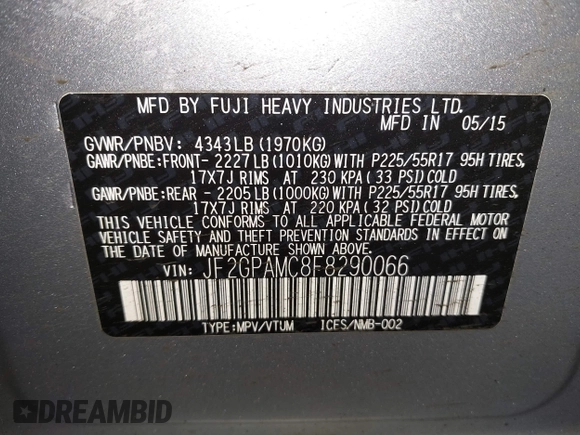 MFD BY FUJI HEAVY INDUSTRIES LTD.
MFD IN 05/15
GVWR/PNBV: 4343LB (1970KG)
GAWR/PNBE:FRONT- 2227LB (1010KG) WITH P225/55R17 95H TIRES,
17X7J RIMS AT 230 KPA ( 33 PSI) COLD
GAWR/PNBE:REAR - 2205LB (1000KG) WITH P225/55R17 95H TIRES,
17X7J RIMS AT 220 KPA ( 32 PSI) COLD
THIS VEHICLE CONFORMS TO ALL APPLICABLE FEDERAL MOTOR
VEHICLE SAFETY AND THEFT PREVENTION STANDARDS IN EFFECT ON
THE DATE OF MANUFACTURE SHOWN ABOVE.
VIN: JF2GPAMC8F8290066
TYPE:MPV/VTUM ICES/NMB-002
DREAMBID